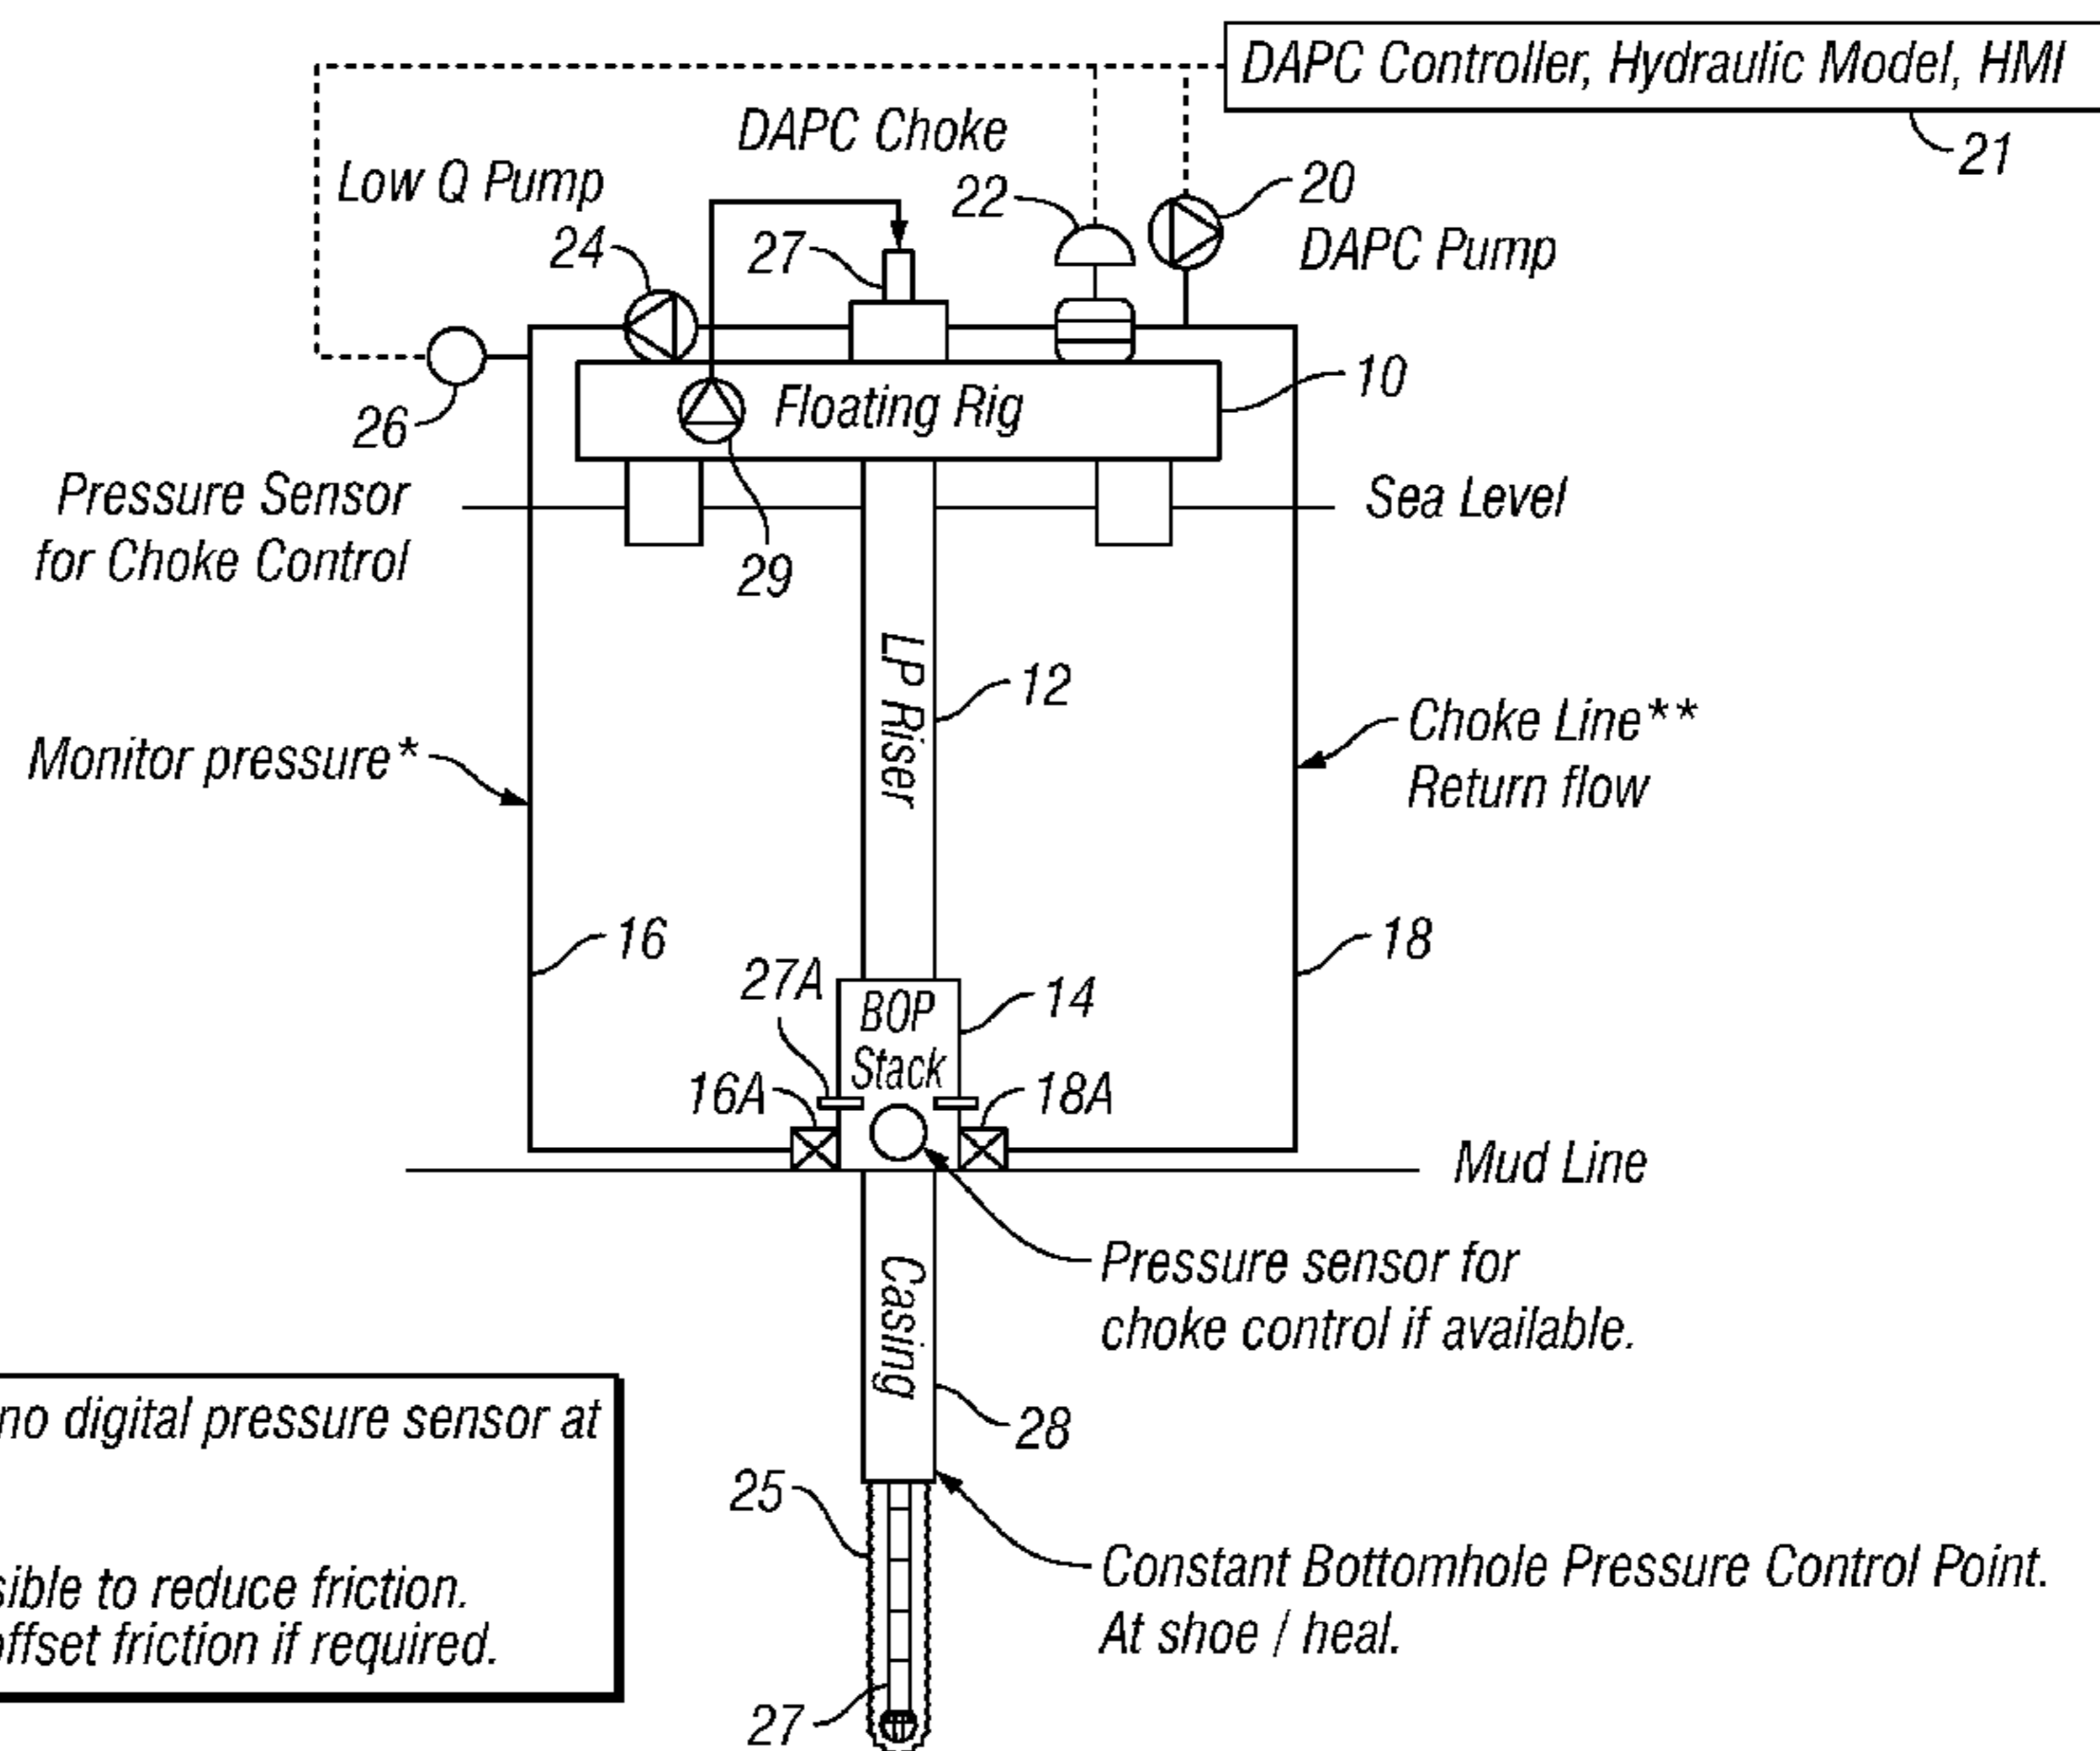 DAPC Controller, Hydraulic Model, HMI
21
DAPC Choke
22
20
DAPC Pump
Low Q Pump
24
27
26
Floating Rig
10
29
Pressure Sensor
for Choke Control
Sea Level
LP Riser
12
Monitor pressure*
Choke Line**
Return flow
16
18
27A
BOP
Stack
14
16A
18A
Mud Line
Pressure sensor for
choke control if available.
Casing
28
no digital pressure sensor at
sible to reduce friction.
offset friction if required.
25
Constant Bottomhole Pressure Control Point.
At shoe / heal.
27